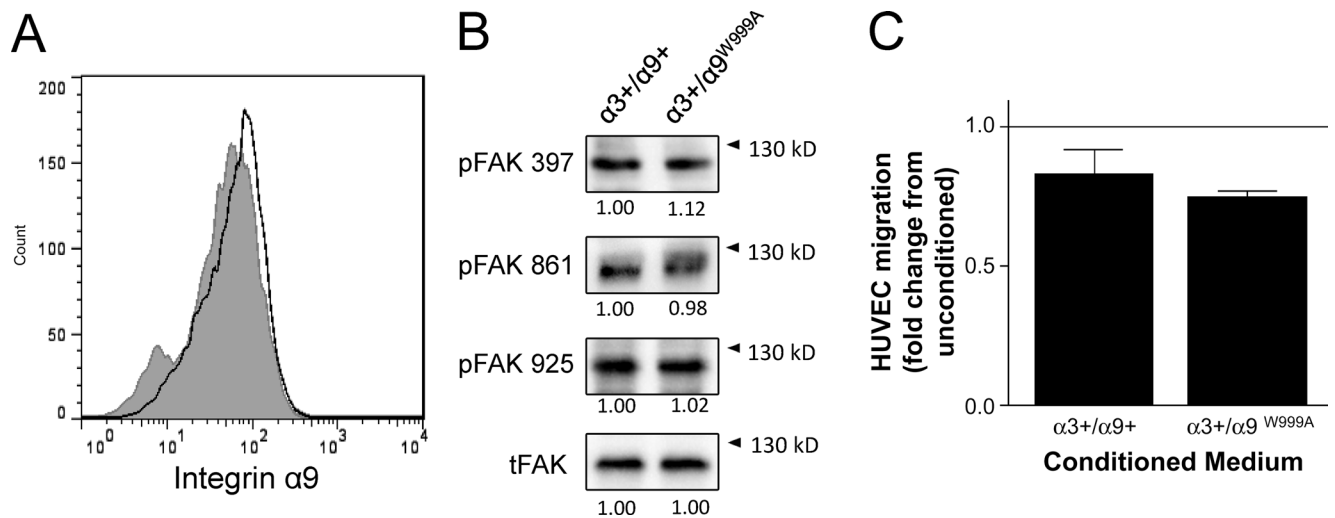 A
200
150
100
50
0
Count
10^0
10^1
10^2
10^3
10^4
Integrin α9
B
α3+/α9+
α3+/α9^W999A
pFAK 397
130 kD
1.00 1.12
pFAK 861
130 kD
1.00 0.98
pFAK 925
130 kD
1.00 1.02
tFAK
130 kD
1.00 1.00
C
HUVEC migration
(fold change from
unconditioned)
1.0
0.5
0.0
α3+/α9+ α3+/α9 W999A
Conditioned Medium